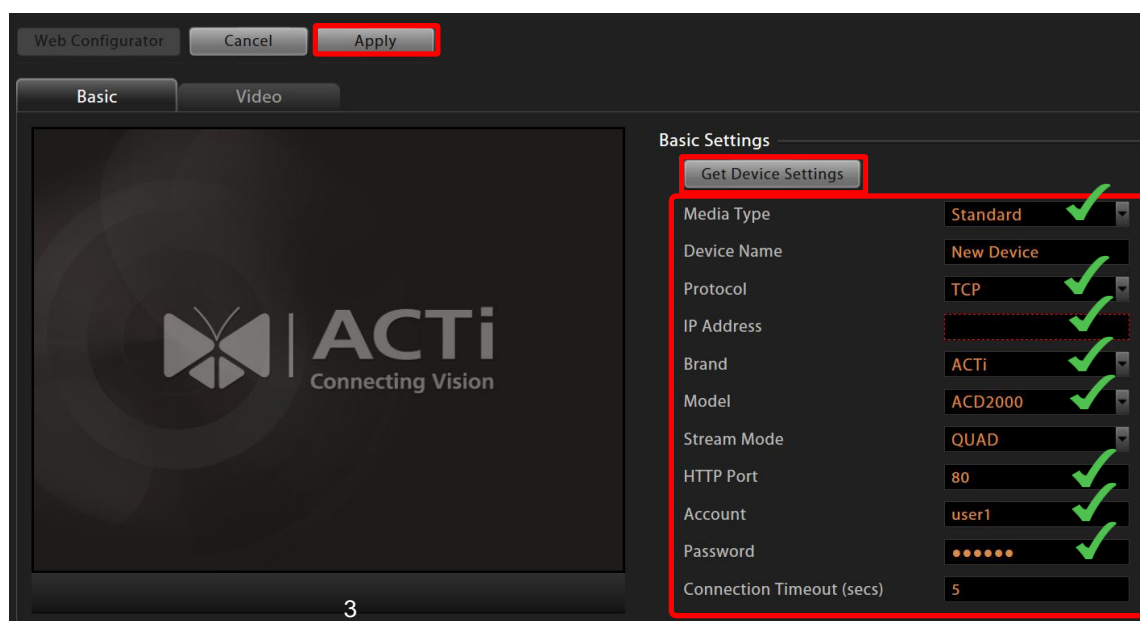 Web Configurator Cancel Apply
Basic Video
ACTi
Connecting Vision
3
Basic Settings
Get Device Settings
Media Type Standard
Device Name New Device
Protocol TCP
IP Address
Brand ACTi
Model ACD2000
Stream Mode QUAD
HTTP Port 80
Account user1
Password ●●●●●●
Connection Timeout (secs) 5